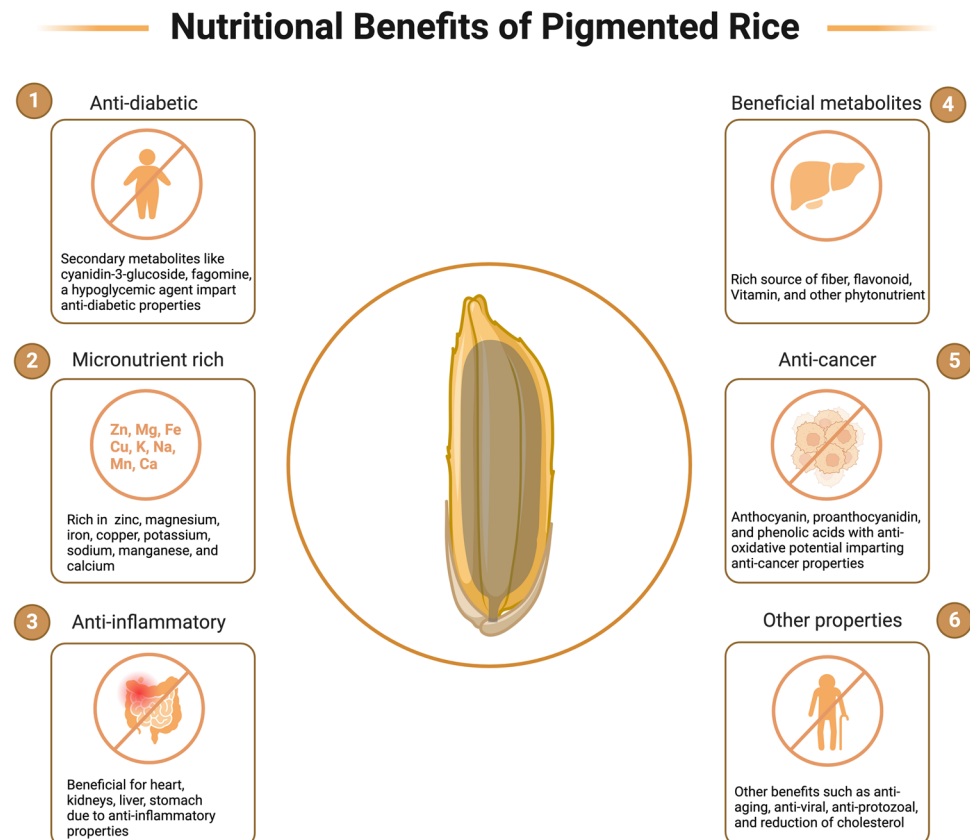 Nutritional Benefits of Pigmented Rice
1
Anti-diabetic
Secondary metabolites like
cyanidin-3-glucoside, fagomine,
a hypoglycemic agent impart
anti-diabetic properties
2
Micronutrient rich
Zn, Mg, Fe
Cu, K, Na,
Mn, Ca
Rich in zinc, magnesium,
iron, copper, potassium,
sodium, manganese, and
calcium
3
Anti-inflammatory
Beneficial for heart,
kidneys, liver, stomach
due to anti-inflammatory
properties
Beneficial metabolites
4
Rich source of fiber, flavonoid,
Vitamin, and other phytonutrient
Anti-cancer
5
Anthocyanin, proanthocyanidin,
and phenolic acids with anti-
oxidative potential imparting
anti-cancer properties
Other properties
6
Other benefits such as anti-
aging, anti-viral, anti-protozoal,
and reduction of cholesterol